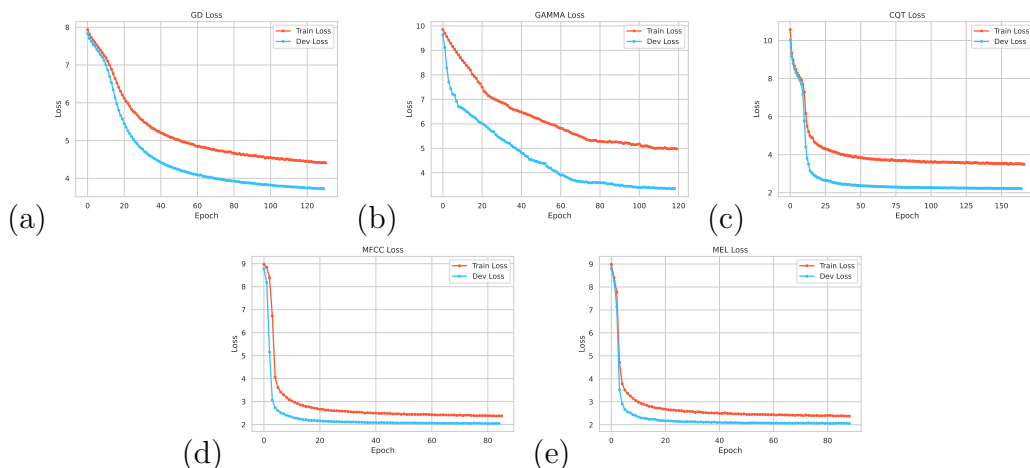 GD Loss
8
7
6
5
4
Loss
0 20 40 60 80 100 120
Epoch
Train Loss
Dev Loss
(a)
GAMMA Loss
10
9
8
7
6
5
4
Loss
0 20 40 60 80 100 120
Epoch
Train Loss
Dev Loss
(b)
CQT Loss
10
8
6
4
2
Loss
0 25 50 75 100 125 150
Epoch
Train Loss
Dev Loss
(c)
MFCC Loss
9
8
7
6
5
4
3
2
Loss
0 20 40 60 80
Epoch
Train Loss
Dev Loss
(d)
MEL Loss
9
8
7
6
5
4
3
2
Loss
0 20 40 60 80
Epoch
Train Loss
Dev Loss
(e)